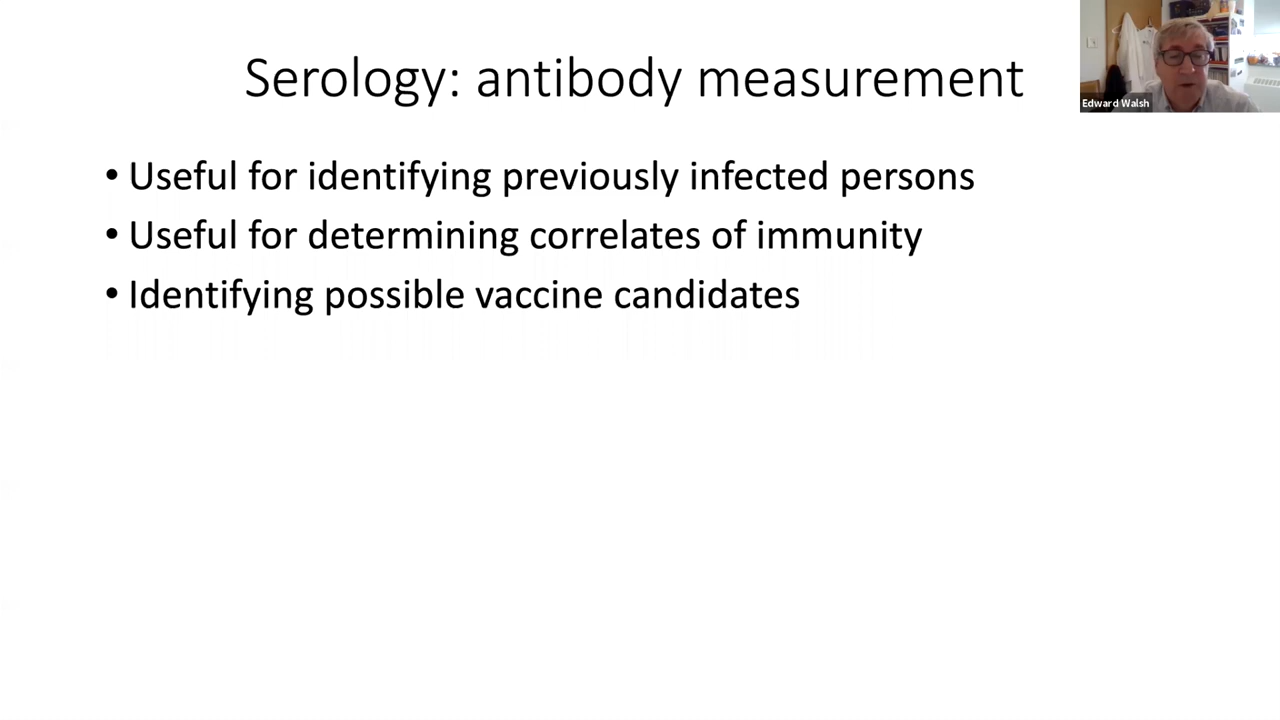 Serology: antibody measurement
Edward Walsh
• Useful for identifying previously infected persons
• Useful for determining correlates of immunity
• Identifying possible vaccine candidates